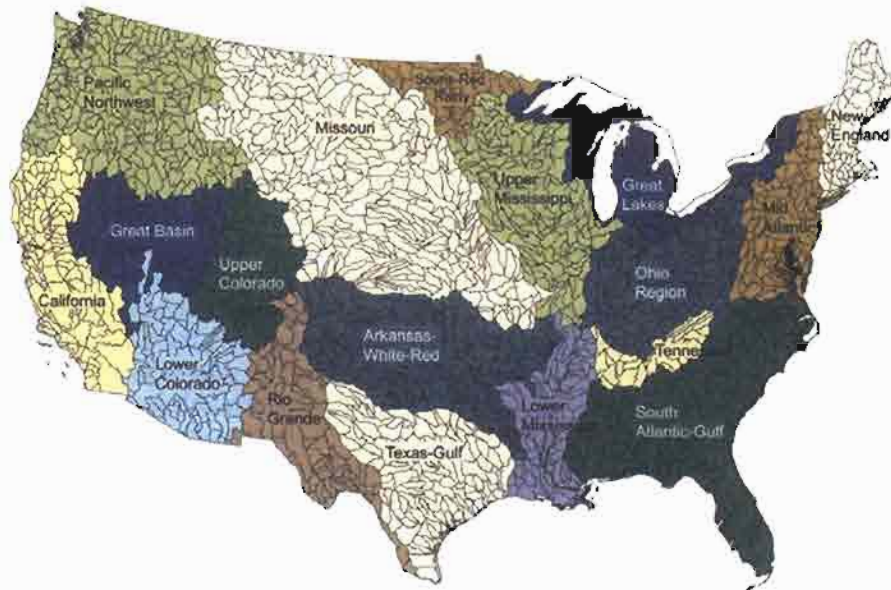 Pacific
Northwest
Missouri
Souris-Red
Rainy
Upper
Mississippi
Great
Lakes
New
England
Mid
Atlantic
Great Basin
Upper
Colorado
California
Lower
Colorado
Rio
Grande
Arkansas-
White-Red
Texas-Gulf
Lower
Ohio
Region
Tenne
South
Atlantic-Gulf